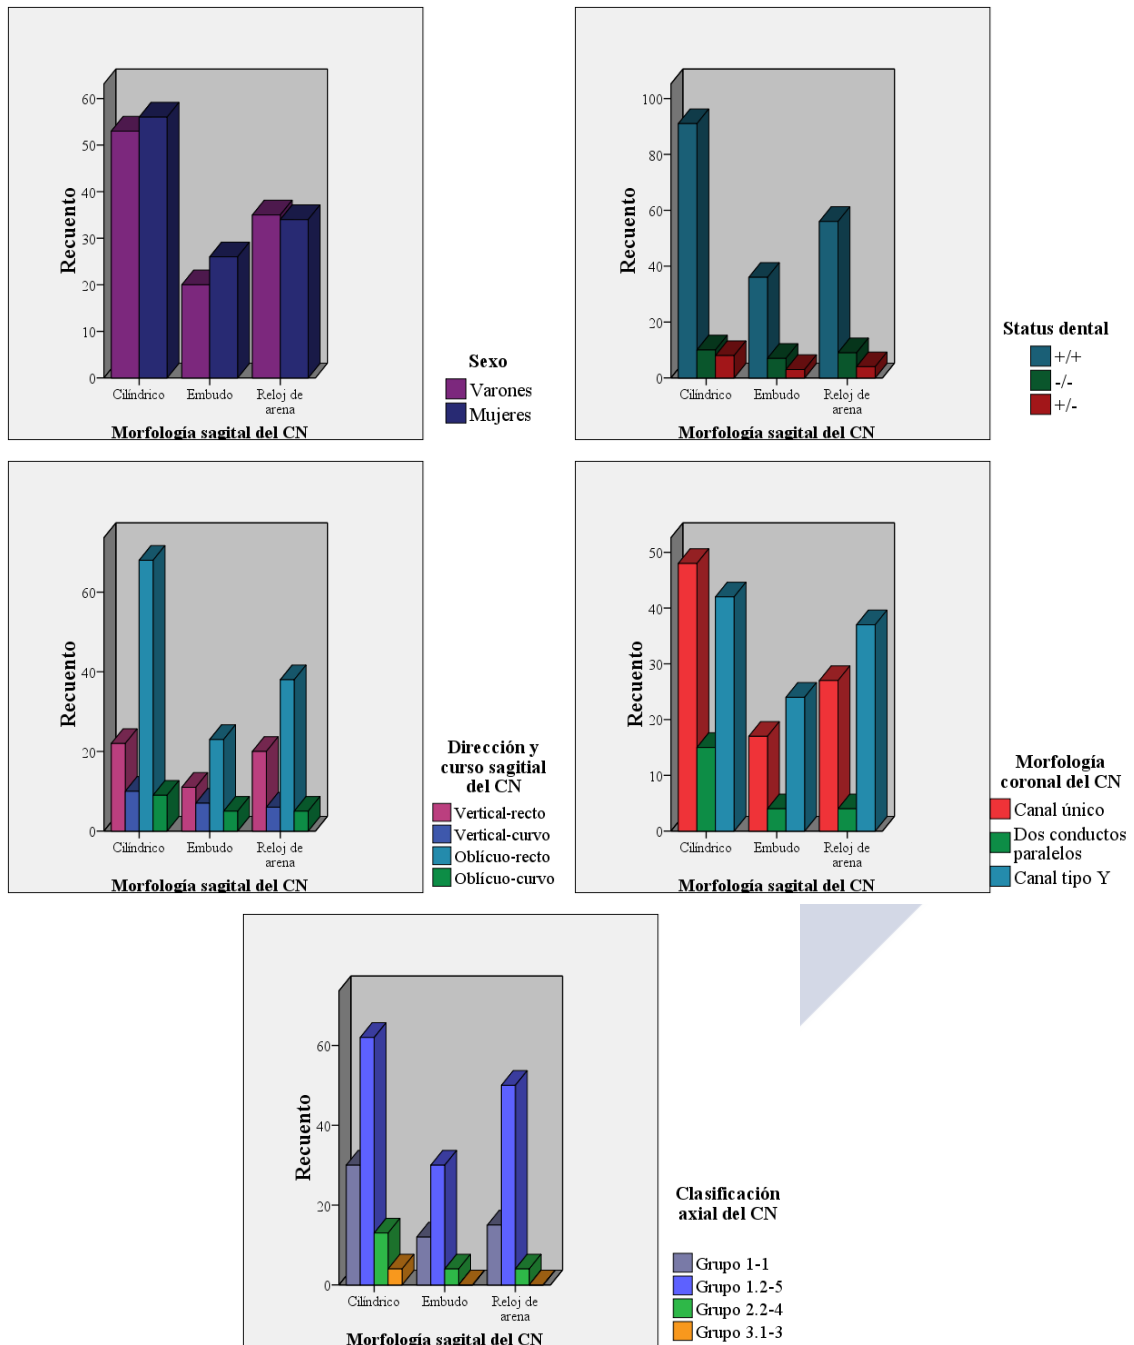 60
50
40
30
20
10
0
Recuento
Cilíndrico Embudo Reloj de
arena
Morfología sagital del CN
Sexo
Varones
Mujeres
100
80
60
40
20
0
Recuento
Cilíndrico Embudo Reloj de
arena
Morfología sagital del CN
Status dental
+/+
-/-
+/-
60
40
20
0
Recuento
Cilíndrico Embudo Reloj de
arena
Morfología sagital del CN
Dirección y
curso sagitial
del CN
Vertical-recto
Vertical-curvo
Oblícuo-recto
Oblícuo-curvo
50
40
30
20
10
0
Recuento
Cilíndrico Embudo Reloj de
arena
Morfología sagital del CN
Morfología
coronal del CN
Canal único
Dos conductos
paralelos
Canal tipo Y
60
40
20
0
Recuento
Cilíndrico Embudo Reloj de
arena
Morfología sagital del CN
Clasificación
axial del CN
Grupo 1-1
Grupo 1.2-5
Grupo 2.2-4
Grupo 3.1-3